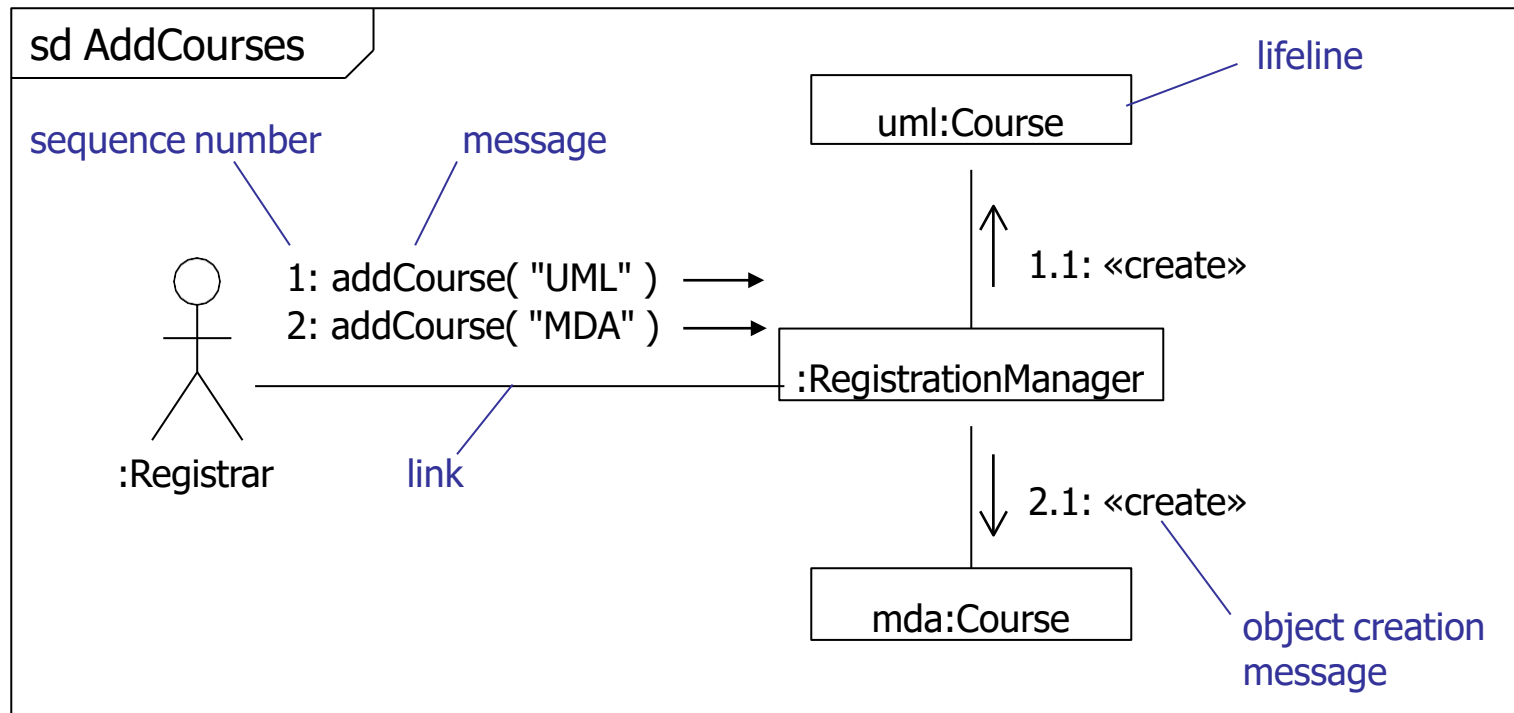 sd AddCourses
lifeline
uml:Course
sequence number
message
1: addCourse( "UML" )
1.1: «create»
2: addCourse( "MDA" )
:RegistrationManager
:Registrar
link
2.1: «create»
mda:Course
object creation
message